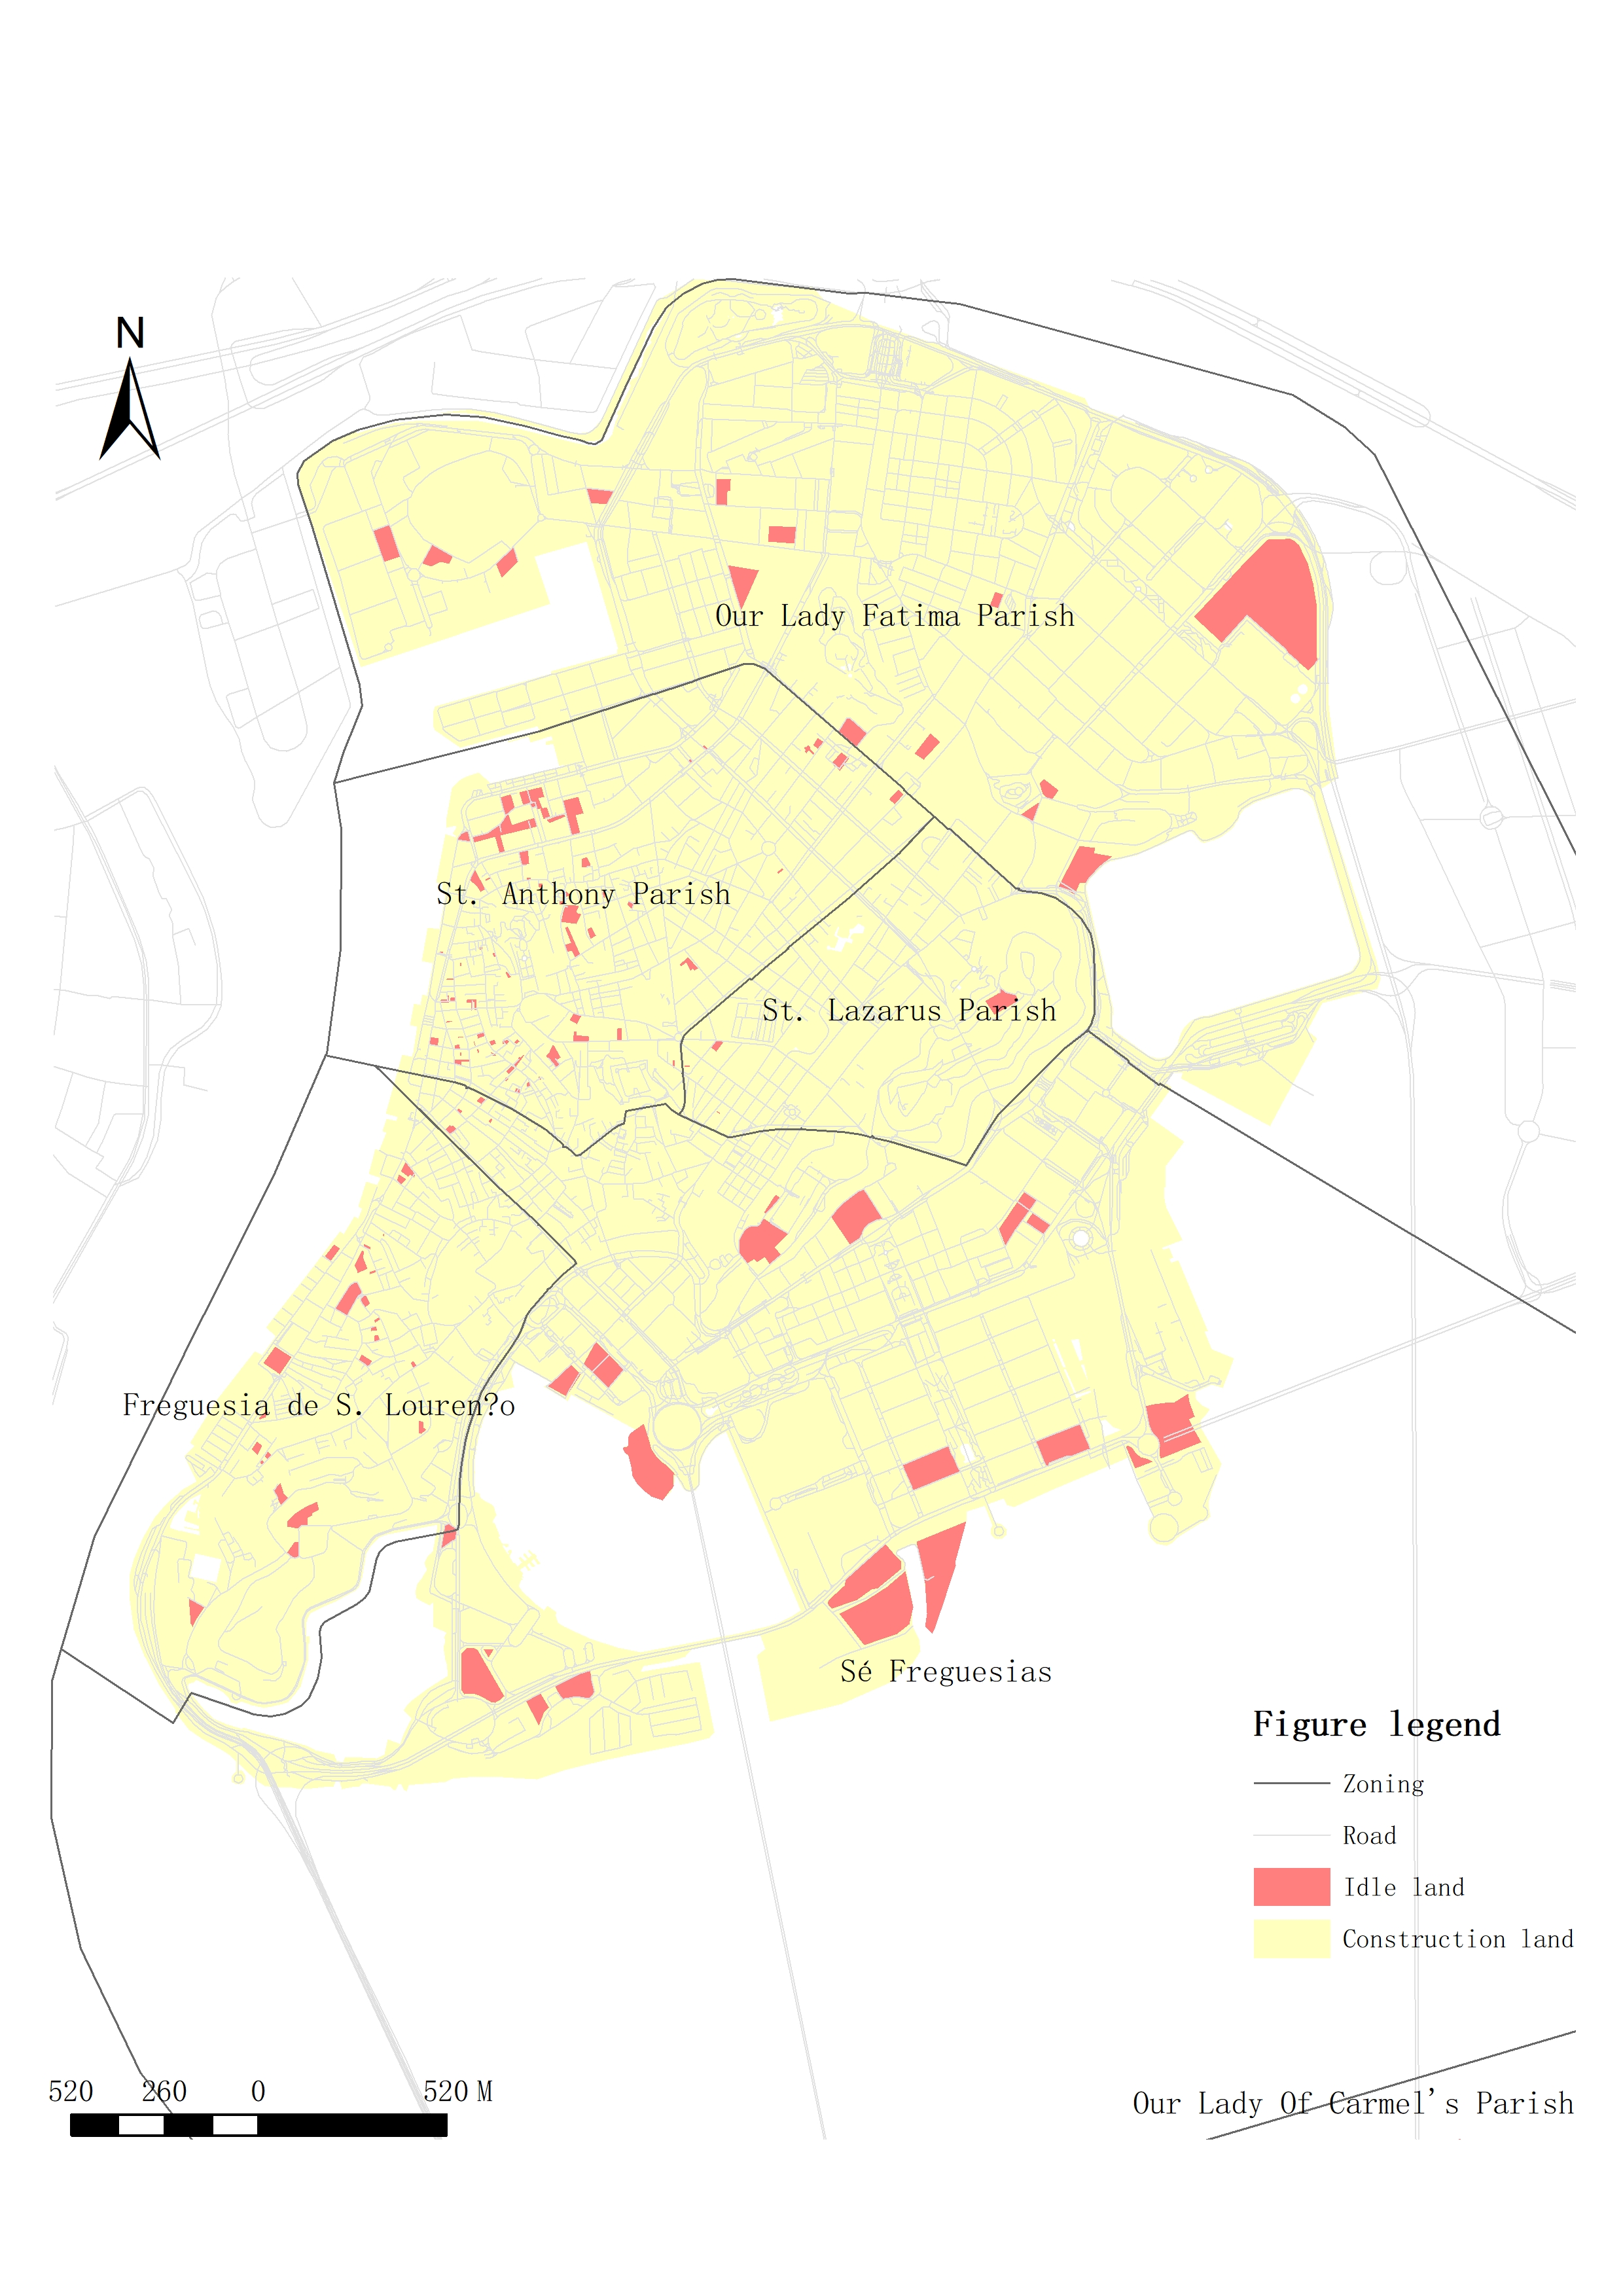 N
Our Lady Fatima Parish
St. Anthony Parish
St. Lazarus Parish
Freguesia de S. Louren?o
Sé Freguesias
Figure legend
Zoning
Road
Idle land
Construction land
520 260 0 520 M
Our Lady Of Carmel's Parish